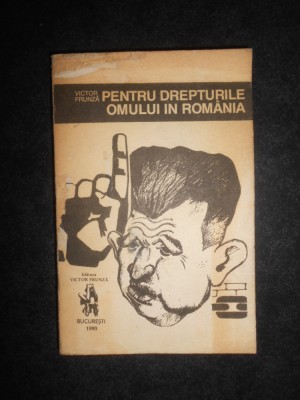 VICTOR
FRUNZĂ
PENTRU DREPTURILE
OMULUI IN ROMÂNIA
Editura
VICTOR FRUNZĂ
BUCUREȘTI
1990